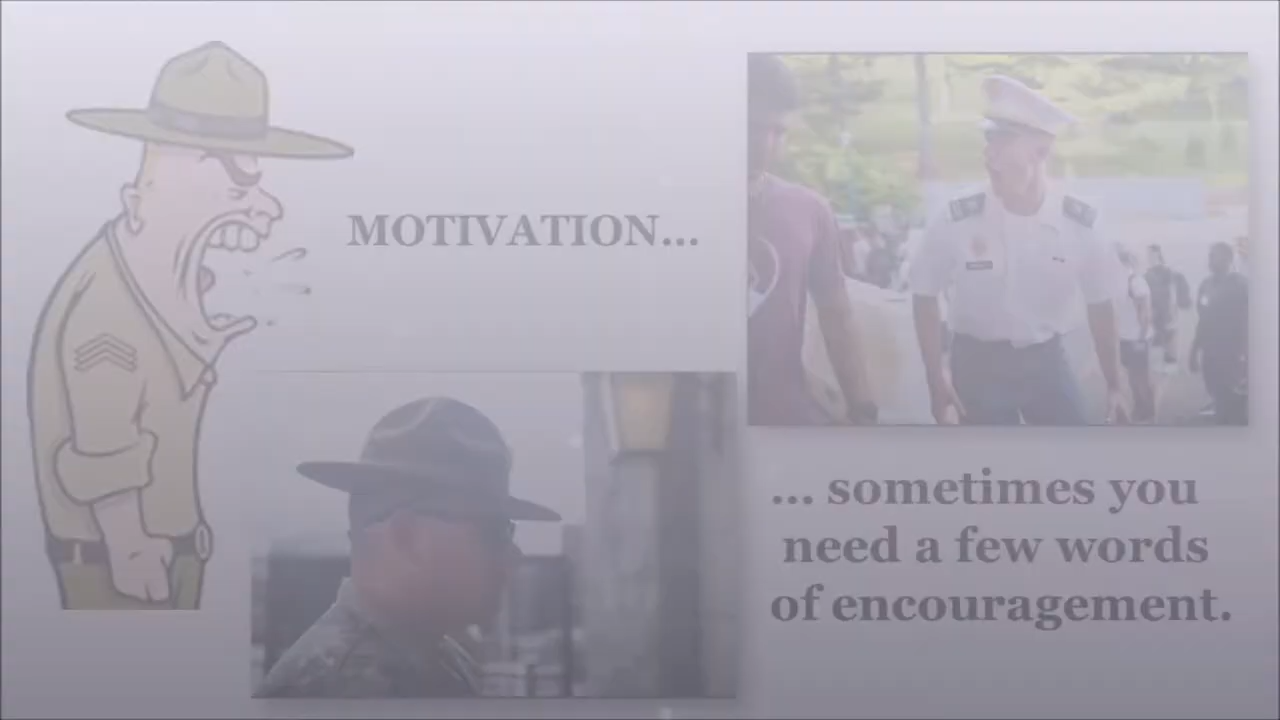 MOTIVATION...
... sometimes you
need a few words
of encouragement.